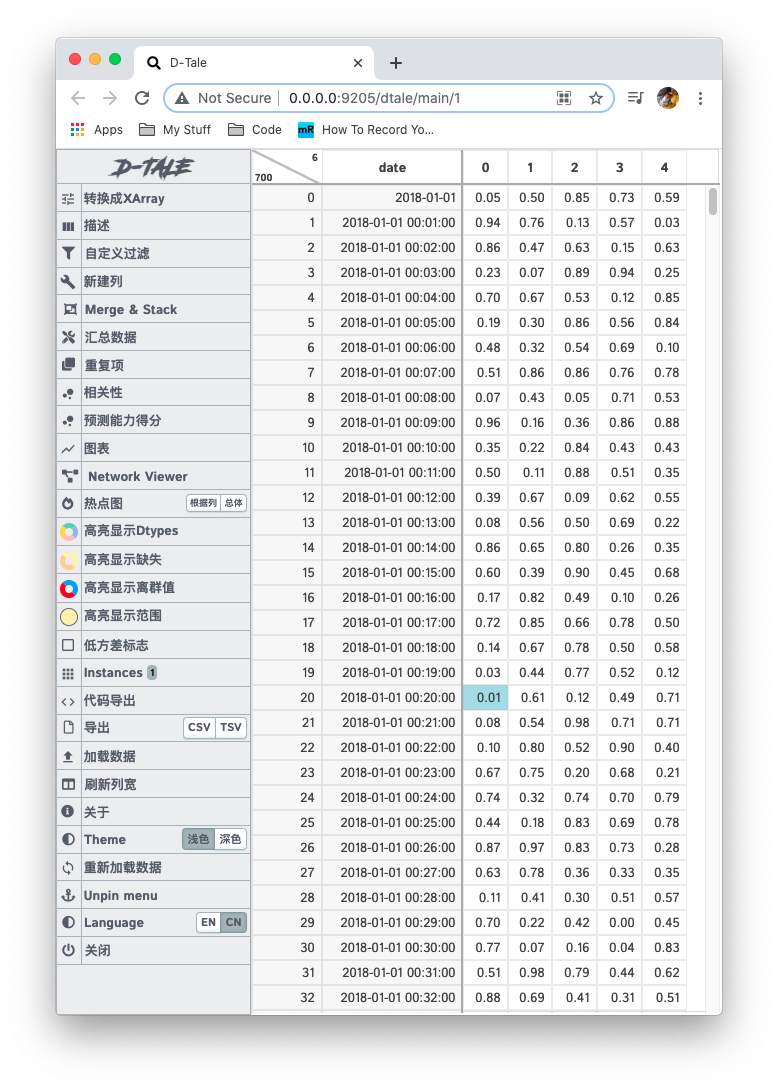 D-Tale
Not Secure
0.0.0.0:9205/dtale/main/1
Apps
My Stuff
Code
mR
How To Record Yo...
D-TALE
转换成XArray
描述
自定义过滤
新建列
Merge & Stack
汇总数据
重复项
相关性
预测能力得分
图表
Network Viewer
热点图 根据列 总体
高亮显示Dtypes
高亮显示缺失
高亮显示离群值
高亮显示范围
低方差标志
Instances 1
代码导出
导出 CSV TSV
加载数据
刷新列宽
关于
Theme 浅色 深色
重新加载数据
Unpin menu
Language EN CN
关闭
6
700 date 0 1 2 3 4
0 2018-01-01 0.05 0.50 0.85 0.73 0.59
1 2018-01-01 00:01:00 0.94 0.76 0.13 0.57 0.03
2 2018-01-01 00:02:00 0.86 0.47 0.63 0.15 0.63
3 2018-01-01 00:03:00 0.23 0.07 0.89 0.94 0.25
4 2018-01-01 00:04:00 0.70 0.67 0.53 0.12 0.85
5 2018-01-01 00:05:00 0.19 0.30 0.86 0.56 0.84
6 2018-01-01 00:06:00 0.48 0.32 0.54 0.69 0.10
7 2018-01-01 00:07:00 0.51 0.86 0.86 0.76 0.78
8 2018-01-01 00:08:00 0.07 0.43 0.05 0.71 0.53
9 2018-01-01 00:09:00 0.96 0.16 0.36 0.86 0.88
10 2018-01-01 00:10:00 0.35 0.22 0.84 0.43 0.43
11 2018-01-01 00:11:00 0.50 0.11 0.88 0.51 0.35
12 2018-01-01 00:12:00 0.39 0.67 0.09 0.62 0.55
13 2018-01-01 00:13:00 0.08 0.56 0.50 0.69 0.22
14 2018-01-01 00:14:00 0.86 0.65 0.80 0.26 0.35
15 2018-01-01 00:15:00 0.60 0.39 0.90 0.45 0.68
16 2018-01-01 00:16:00 0.17 0.82 0.49 0.10 0.26
17 2018-01-01 00:17:00 0.72 0.85 0.66 0.78 0.50
18 2018-01-01 00:18:00 0.14 0.67 0.78 0.50 0.58
19 2018-01-01 00:19:00 0.03 0.44 0.77 0.52 0.12
20 2018-01-01 00:20:00 0.01 0.61 0.12 0.49 0.71
21 2018-01-01 00:21:00 0.08 0.54 0.98 0.71 0.71
22 2018-01-01 00:22:00 0.10 0.80 0.52 0.90 0.40
23 2018-01-01 00:23:00 0.67 0.75 0.20 0.68 0.21
24 2018-01-01 00:24:00 0.74 0.32 0.74 0.70 0.79
25 2018-01-01 00:25:00 0.44 0.18 0.83 0.69 0.78
26 2018-01-01 00:26:00 0.87 0.97 0.83 0.73 0.28
27 2018-01-01 00:27:00 0.63 0.78 0.36 0.33 0.35
28 2018-01-01 00:28:00 0.11 0.41 0.30 0.51 0.57
29 2018-01-01 00:29:00 0.70 0.22 0.42 0.00 0.45
30 2018-01-01 00:30:00 0.77 0.07 0.16 0.04 0.83
31 2018-01-01 00:31:00 0.51 0.98 0.79 0.44 0.62
32 2018-01-01 00:32:00 0.88 0.69 0.41 0.31 0.51